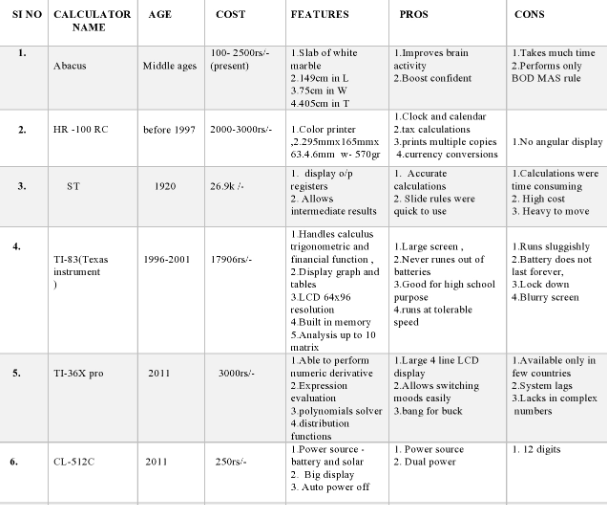 SI NO CALCULATOR NAME AGE COST FEATURES PROS CONS
1.
Abacus
Middle ages
100- 2500rs/-
(present)
1.Slab of white
marble
2.149cm in L
3.75cm in W
4.405cm in T
1.Improves brain
activity
2.Boost confident
1.Takes much time
2.Performs only
BOD MAS rule
2.
HR -100 RC
before 1997
2000-3000rs/-
1.Color printer
,2.295mmx165mmx
63.4.6mm w- 570gr
1.Clock and calendar
2.tax calculations
3.prints multiple copies
4.currency conversions
1.No angular display
3.
ST
1920
26.9k /-
1. display o/p
registers
2. Allows
intermediate results
1. Accurate
calculations
2. Slide rules were
quick to use
1.Calculations were
time consuming
2. High cost
3. Heavy to move
4.
TI-83(Texas
instrument
)
1996-2001
17906rs/-
1.Handles calculus
trigonometric and
financial function ,
2.Display graph and
tables
3.LCD 64x96
resolution
4.Built in memory
5.Analysis up to 10
matrix
1.Large screen ,
2.Never runes out of
batteries
3.Good for high school
purpose
4.runs at tolerable
speed
1.Runs sluggishly
2.Battery does not
last forever,
3.Lock down
4.Blurry screen
5.
TI-36X pro
2011
3000rs/-
1.Able to perform
numeric derivative
2.Expression
evaluation
3.polynomials solver
4.distribution
functions
1.Large 4 line LCD
display
2.Allows switching
moods easily
3.bang for buck
1.Available only in
few countries
2.System lags
3.Lacks in complex
numbers
6.
CL-512C
2011
250rs/-
1.Power source -
battery and solar
2. Big display
3. Auto power off
1. Power source
2. Dual power
1. 12 digits